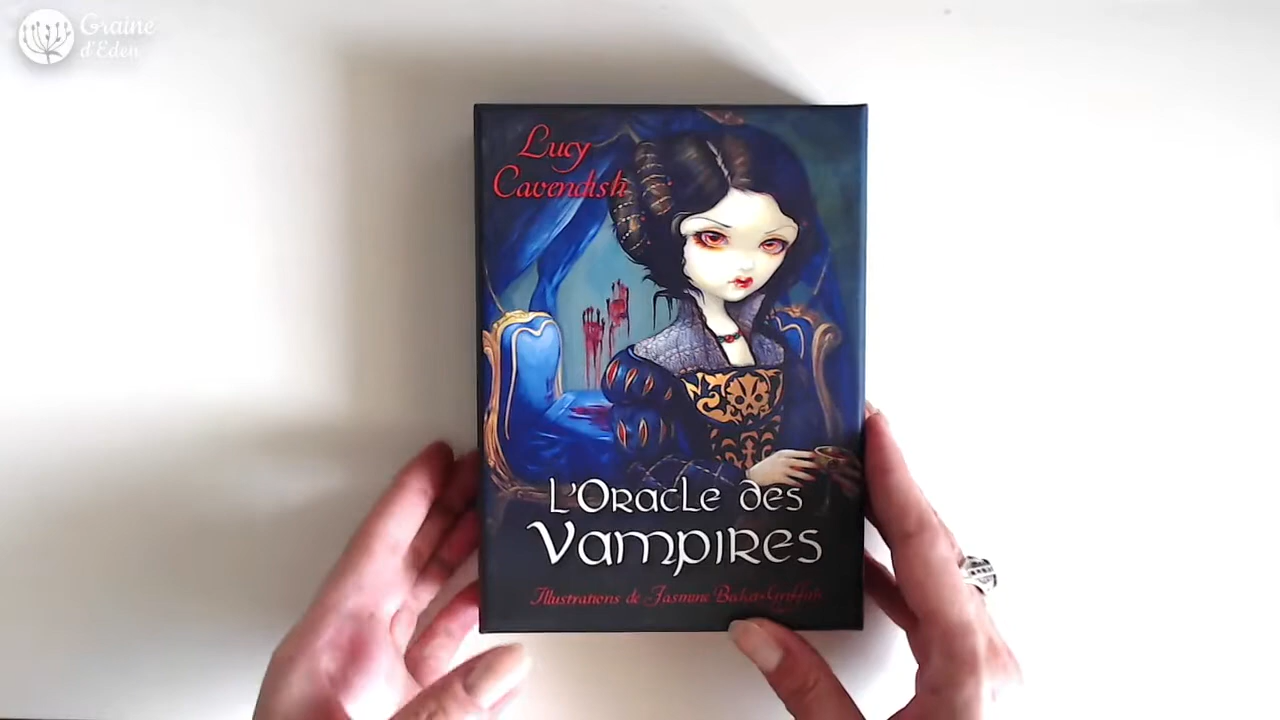 Graine
d'Eden
Lucy
Cavendish
L'Oracle des
Vampires
Illustrations de Jasmine Becket-Griffith